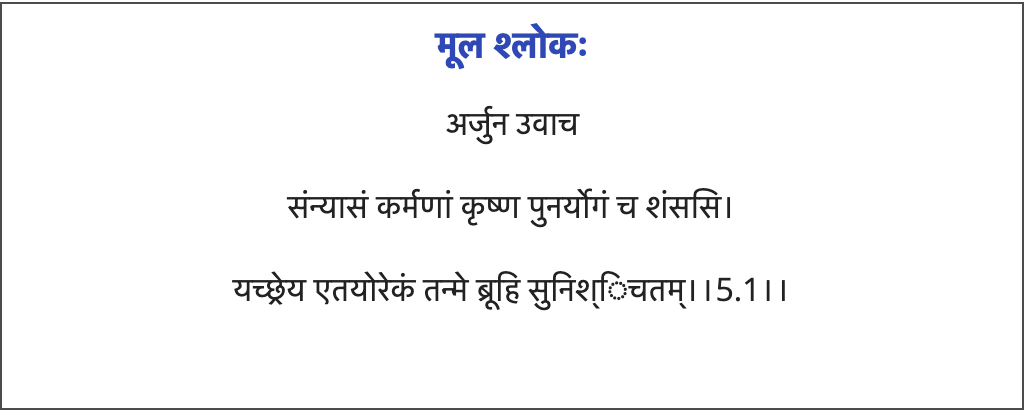 मूल श्लोकः
अर्जुन उवाच
संन्यासं कर्मणां कृष्ण पुनर्योगं च शंससि।
यच्छ्रेय एतयोरेकं तन्मे ब्रूहि सुनिश्िचतम्।।5.1।।